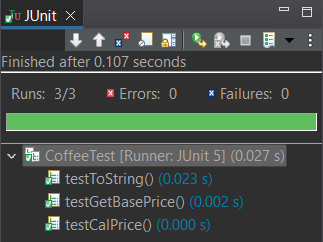 JUnit
Finished after 0.107 seconds
Runs: 3/3 Errors: 0 Failures: 0
CoffeeTest [Runner: JUnit 5] (0.027 s)
testToString() (0.023 s)
testGetBasePrice() (0.002 s)
testCalPrice() (0.000 s)